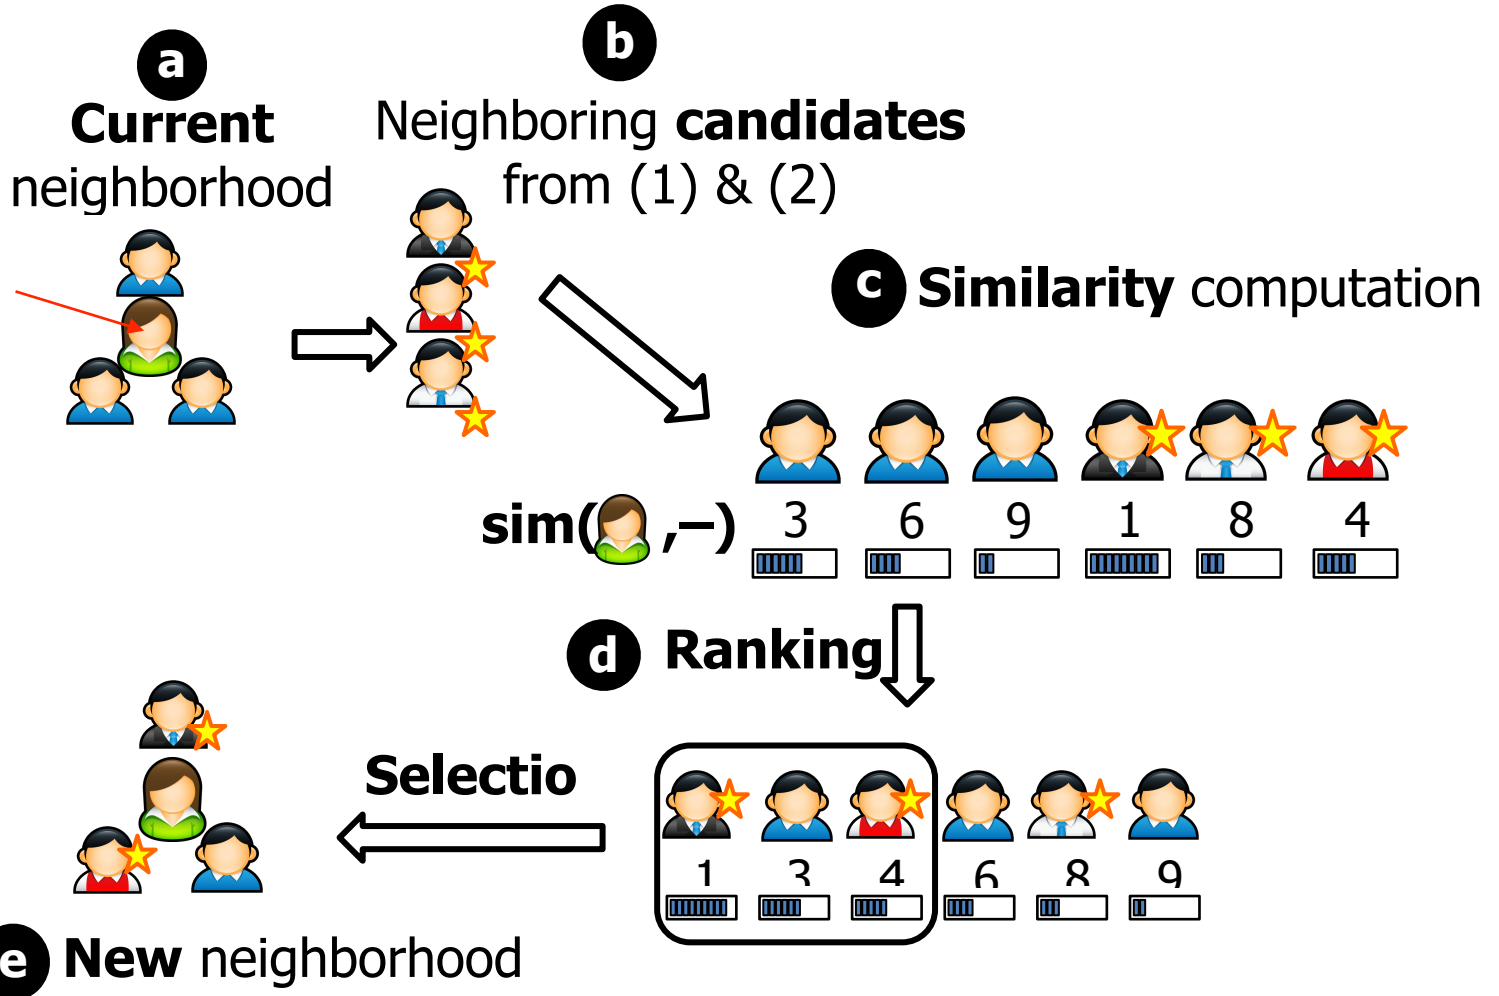 a
Current
neighborhood
b
Neighboring candidates
from (1) & (2)
c Similarity computation
sim( ,–) 3 6 9 1 8 4
d Ranking
Selectio
1 3 4 6 8 9
e New neighborhood